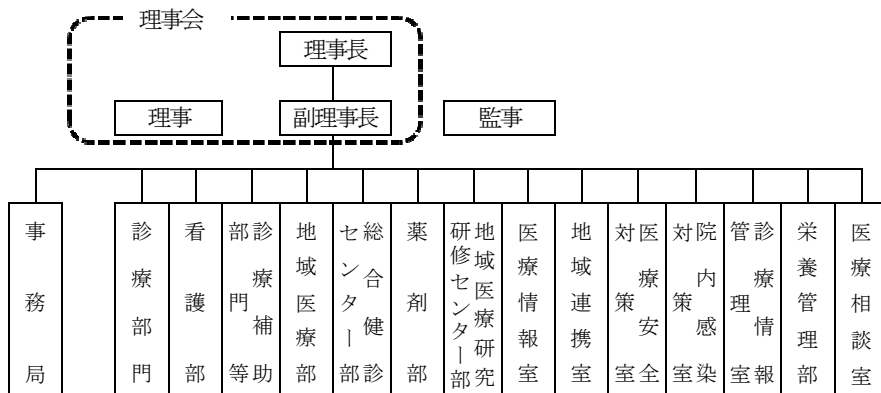 理事会
理事長
理事
副理事長
監事
事務局
診療部門
看護部
診療補助
部門等
地域医療部
総合健診
センター部
薬剤部
地域医療研究
研修センター部
医療情報室
地域連携室
医療安全
対策室
院内感染
対策室
診療情報
管理室
栄養管理部
医療相談室